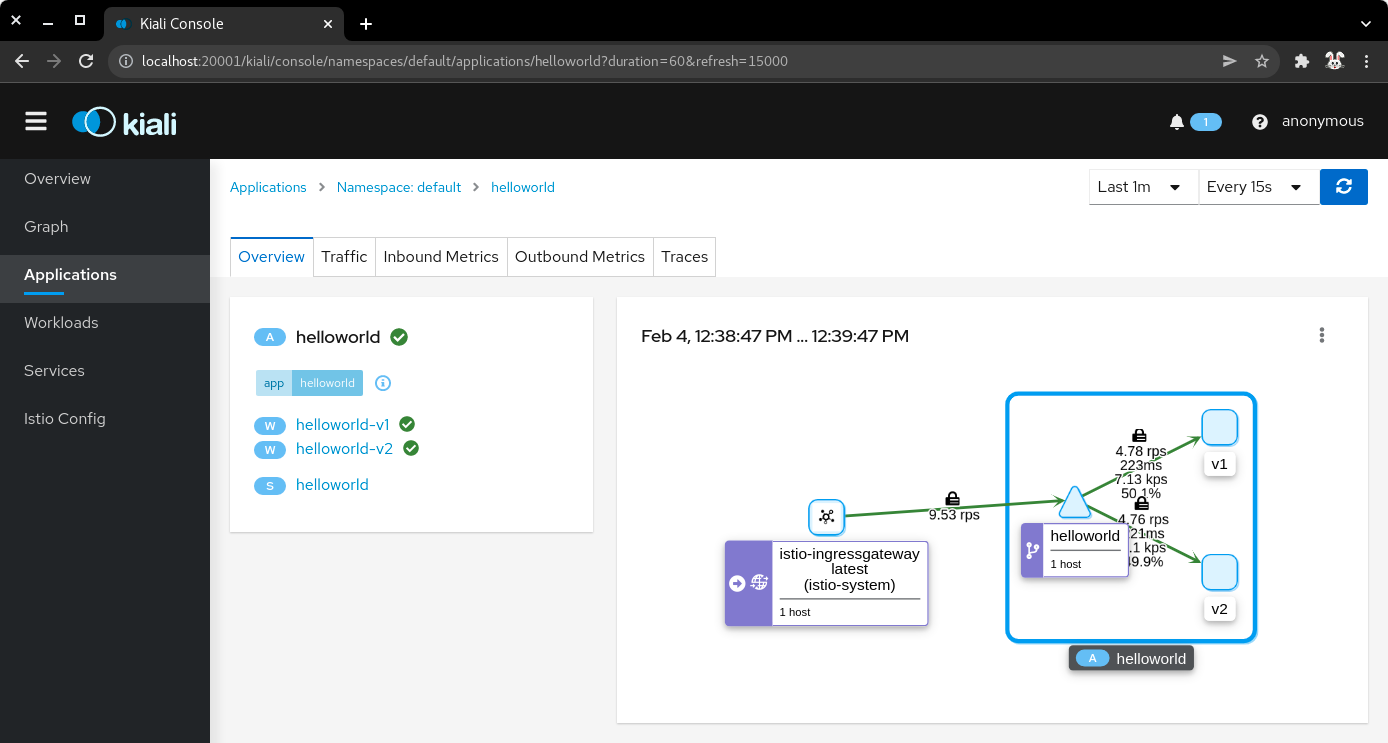 Kiali Console
localhost:20001/kiali/console/namespaces/default/applications/helloworld?duration=60&refresh=15000
kiali
1
anonymous
Overview
Graph
Applications
Workloads
Services
Istio Config
Applications > Namespace: default > helloworld
Last 1m
Every 15s
Overview
Traffic
Inbound Metrics
Outbound Metrics
Traces
A helloworld
app helloworld
W helloworld-v1
W helloworld-v2
S helloworld
Feb 4, 12:38:47 PM ... 12:39:47 PM
4.78 rps
223ms
7.13 kps
50.1%
v1
9.53 rps
4.76 rps
21ms
.1 kps
9.9%
helloworld
1 host
istio-ingressgateway
latest
(istio-system)
1 host
v2
A helloworld